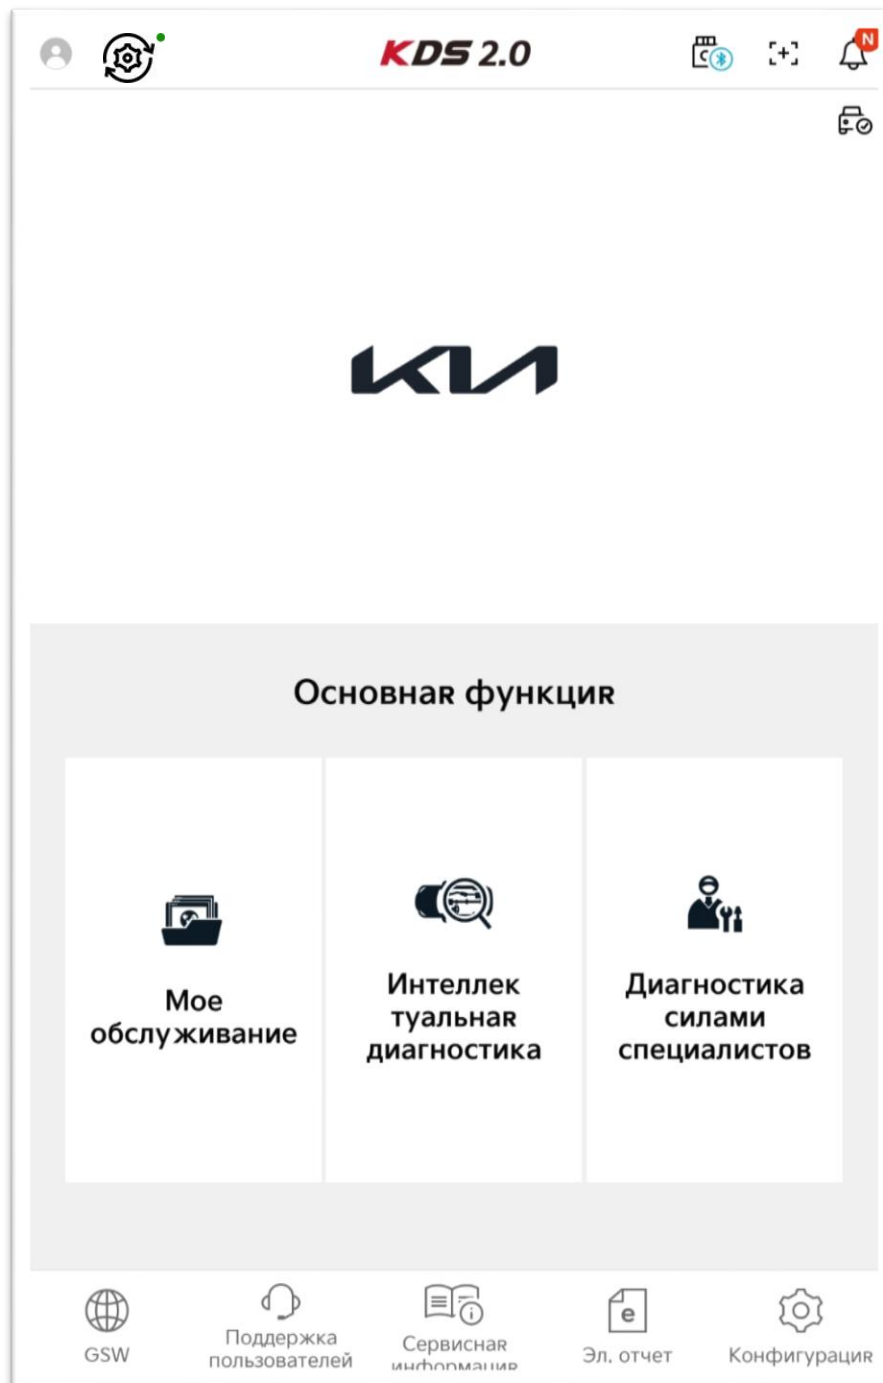 KDS 2.0
N
KIA
Основная функция
Мое
обслуживание
Интеллек
туальная
диагностика
Диагностика
силами
специалистов
GSW
Поддержка
пользователей
Сервисная
информация
e
Эл. отчет
Конфигурация